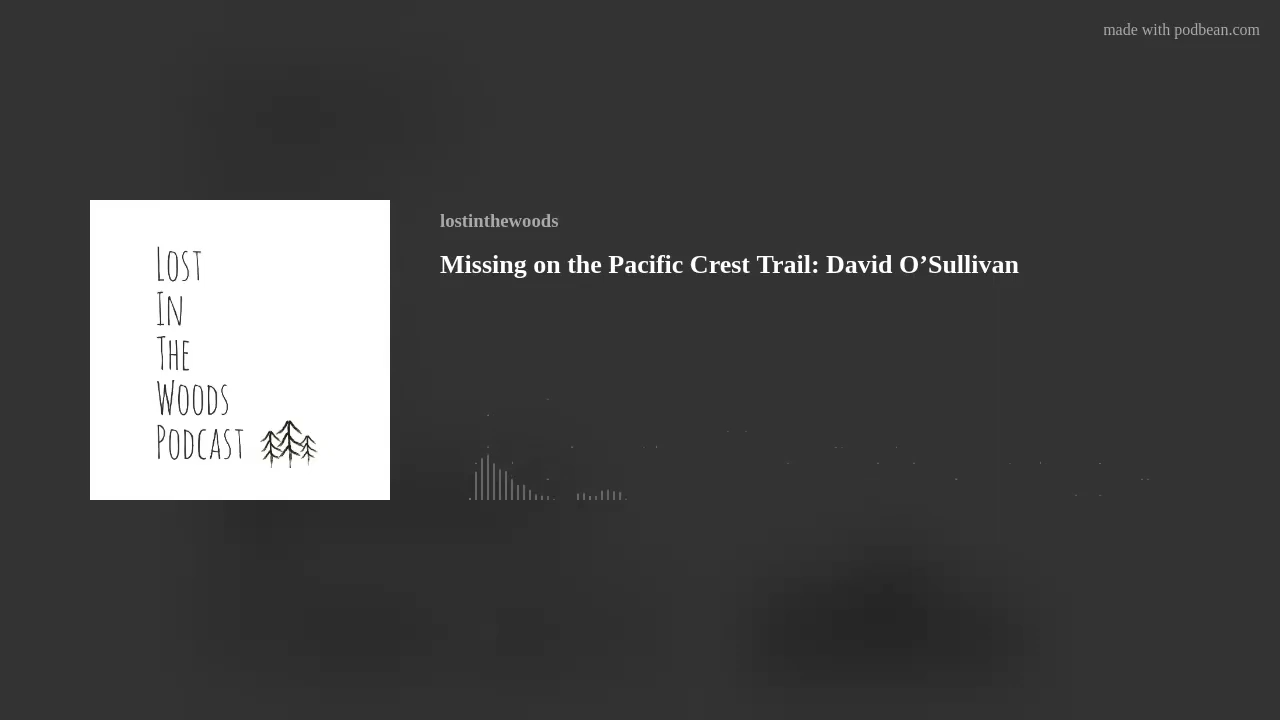 made with podbean.com
LOST
IN
THE
WOODS
PODCAST
lostinthewoods
Missing on the Pacific Crest Trail: David O’Sullivan